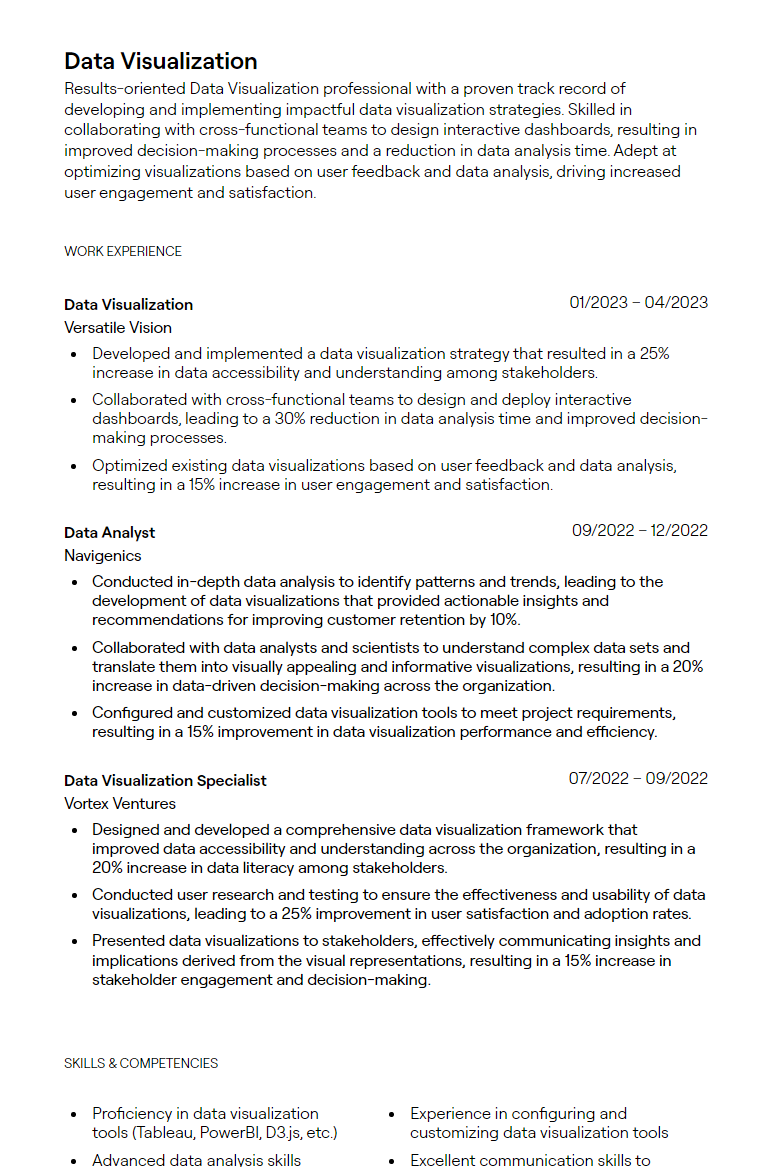 Data Visualization
Results-oriented Data Visualization professional with a proven track record of
developing and implementing impactful data visualization strategies. Skilled in
collaborating with cross-functional teams to design interactive dashboards, resulting in
improved decision-making processes and a reduction in data analysis time. Adept at
optimizing visualizations based on user feedback and data analysis, driving increased
user engagement and satisfaction.
WORK EXPERIENCE
Data Visualization 01/2023 – 04/2023
Versatile Vision
• Developed and implemented a data visualization strategy that resulted in a 25%
increase in data accessibility and understanding among stakeholders.
• Collaborated with cross-functional teams to design and deploy interactive
dashboards, leading to a 30% reduction in data analysis time and improved decision-
making processes.
• Optimized existing data visualizations based on user feedback and data analysis,
resulting in a 15% increase in user engagement and satisfaction.
Data Analyst 09/2022 – 12/2022
Navigenics
• Conducted in-depth data analysis to identify patterns and trends, leading to the
development of data visualizations that provided actionable insights and
recommendations for improving customer retention by 10%.
• Collaborated with data analysts and scientists to understand complex data sets and
translate them into visually appealing and informative visualizations, resulting in a 20%
increase in data-driven decision-making across the organization.
• Configured and customized data visualization tools to meet project requirements,
resulting in a 15% improvement in data visualization performance and efficiency.
Data Visualization Specialist 07/2022 – 09/2022
Vortex Ventures
• Designed and developed a comprehensive data visualization framework that
improved data accessibility and understanding across the organization, resulting in a
20% increase in data literacy among stakeholders.
• Conducted user research and testing to ensure the effectiveness and usability of data
visualizations, leading to a 25% improvement in user satisfaction and adoption rates.
• Presented data visualizations to stakeholders, effectively communicating insights and
implications derived from the visual representations, resulting in a 15% increase in
stakeholder engagement and decision-making.
SKILLS & COMPETENCIES
• Proficiency in data visualization
tools (Tableau, PowerBI, D3.js, etc.)
• Advanced data analysis skills
• Experience in configuring and
customizing data visualization tools
• Excellent communication skills to